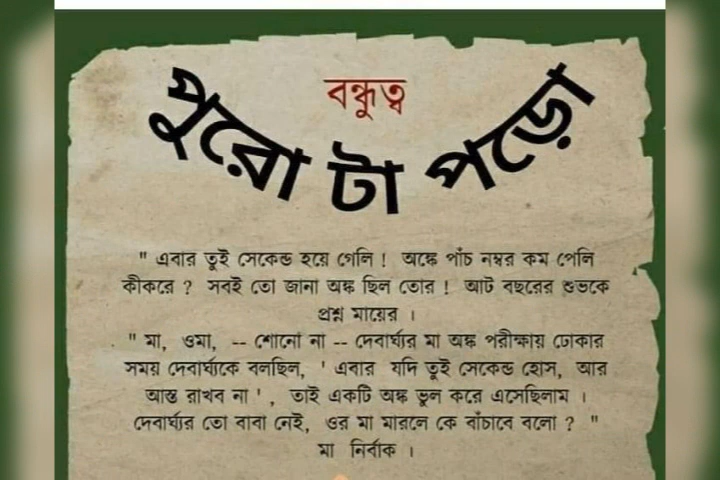 বন্ধুত্ব
পুরো টা পড়ো
" এবার তুই সেকেন্ড হয়ে গেলি ! অঙ্কে পাঁচ নম্বর কম পেলি
কীকরে ? সবই তো জানা অঙ্ক ছিল তোর ! আট বছরের শুভকে
প্রশ্ন মায়ের ।
" মা, ওমা, -- শোনো না -- দেবার্ঘ্যর মা অঙ্ক পরীক্ষায় ঢোকার
সময় দেবার্ঘ্যকে বলছিল, ' এবার যদি তুই সেকেন্ড হোস, আর
আস্ত রাখব না ' , তাই একটি অঙ্ক ভুল করে এসেছিলাম ।
দেবার্ঘ্যর তো বাবা নেই, ওর মা মারলে কে বাঁচাবে বলো ? "
মা নির্বাক ।